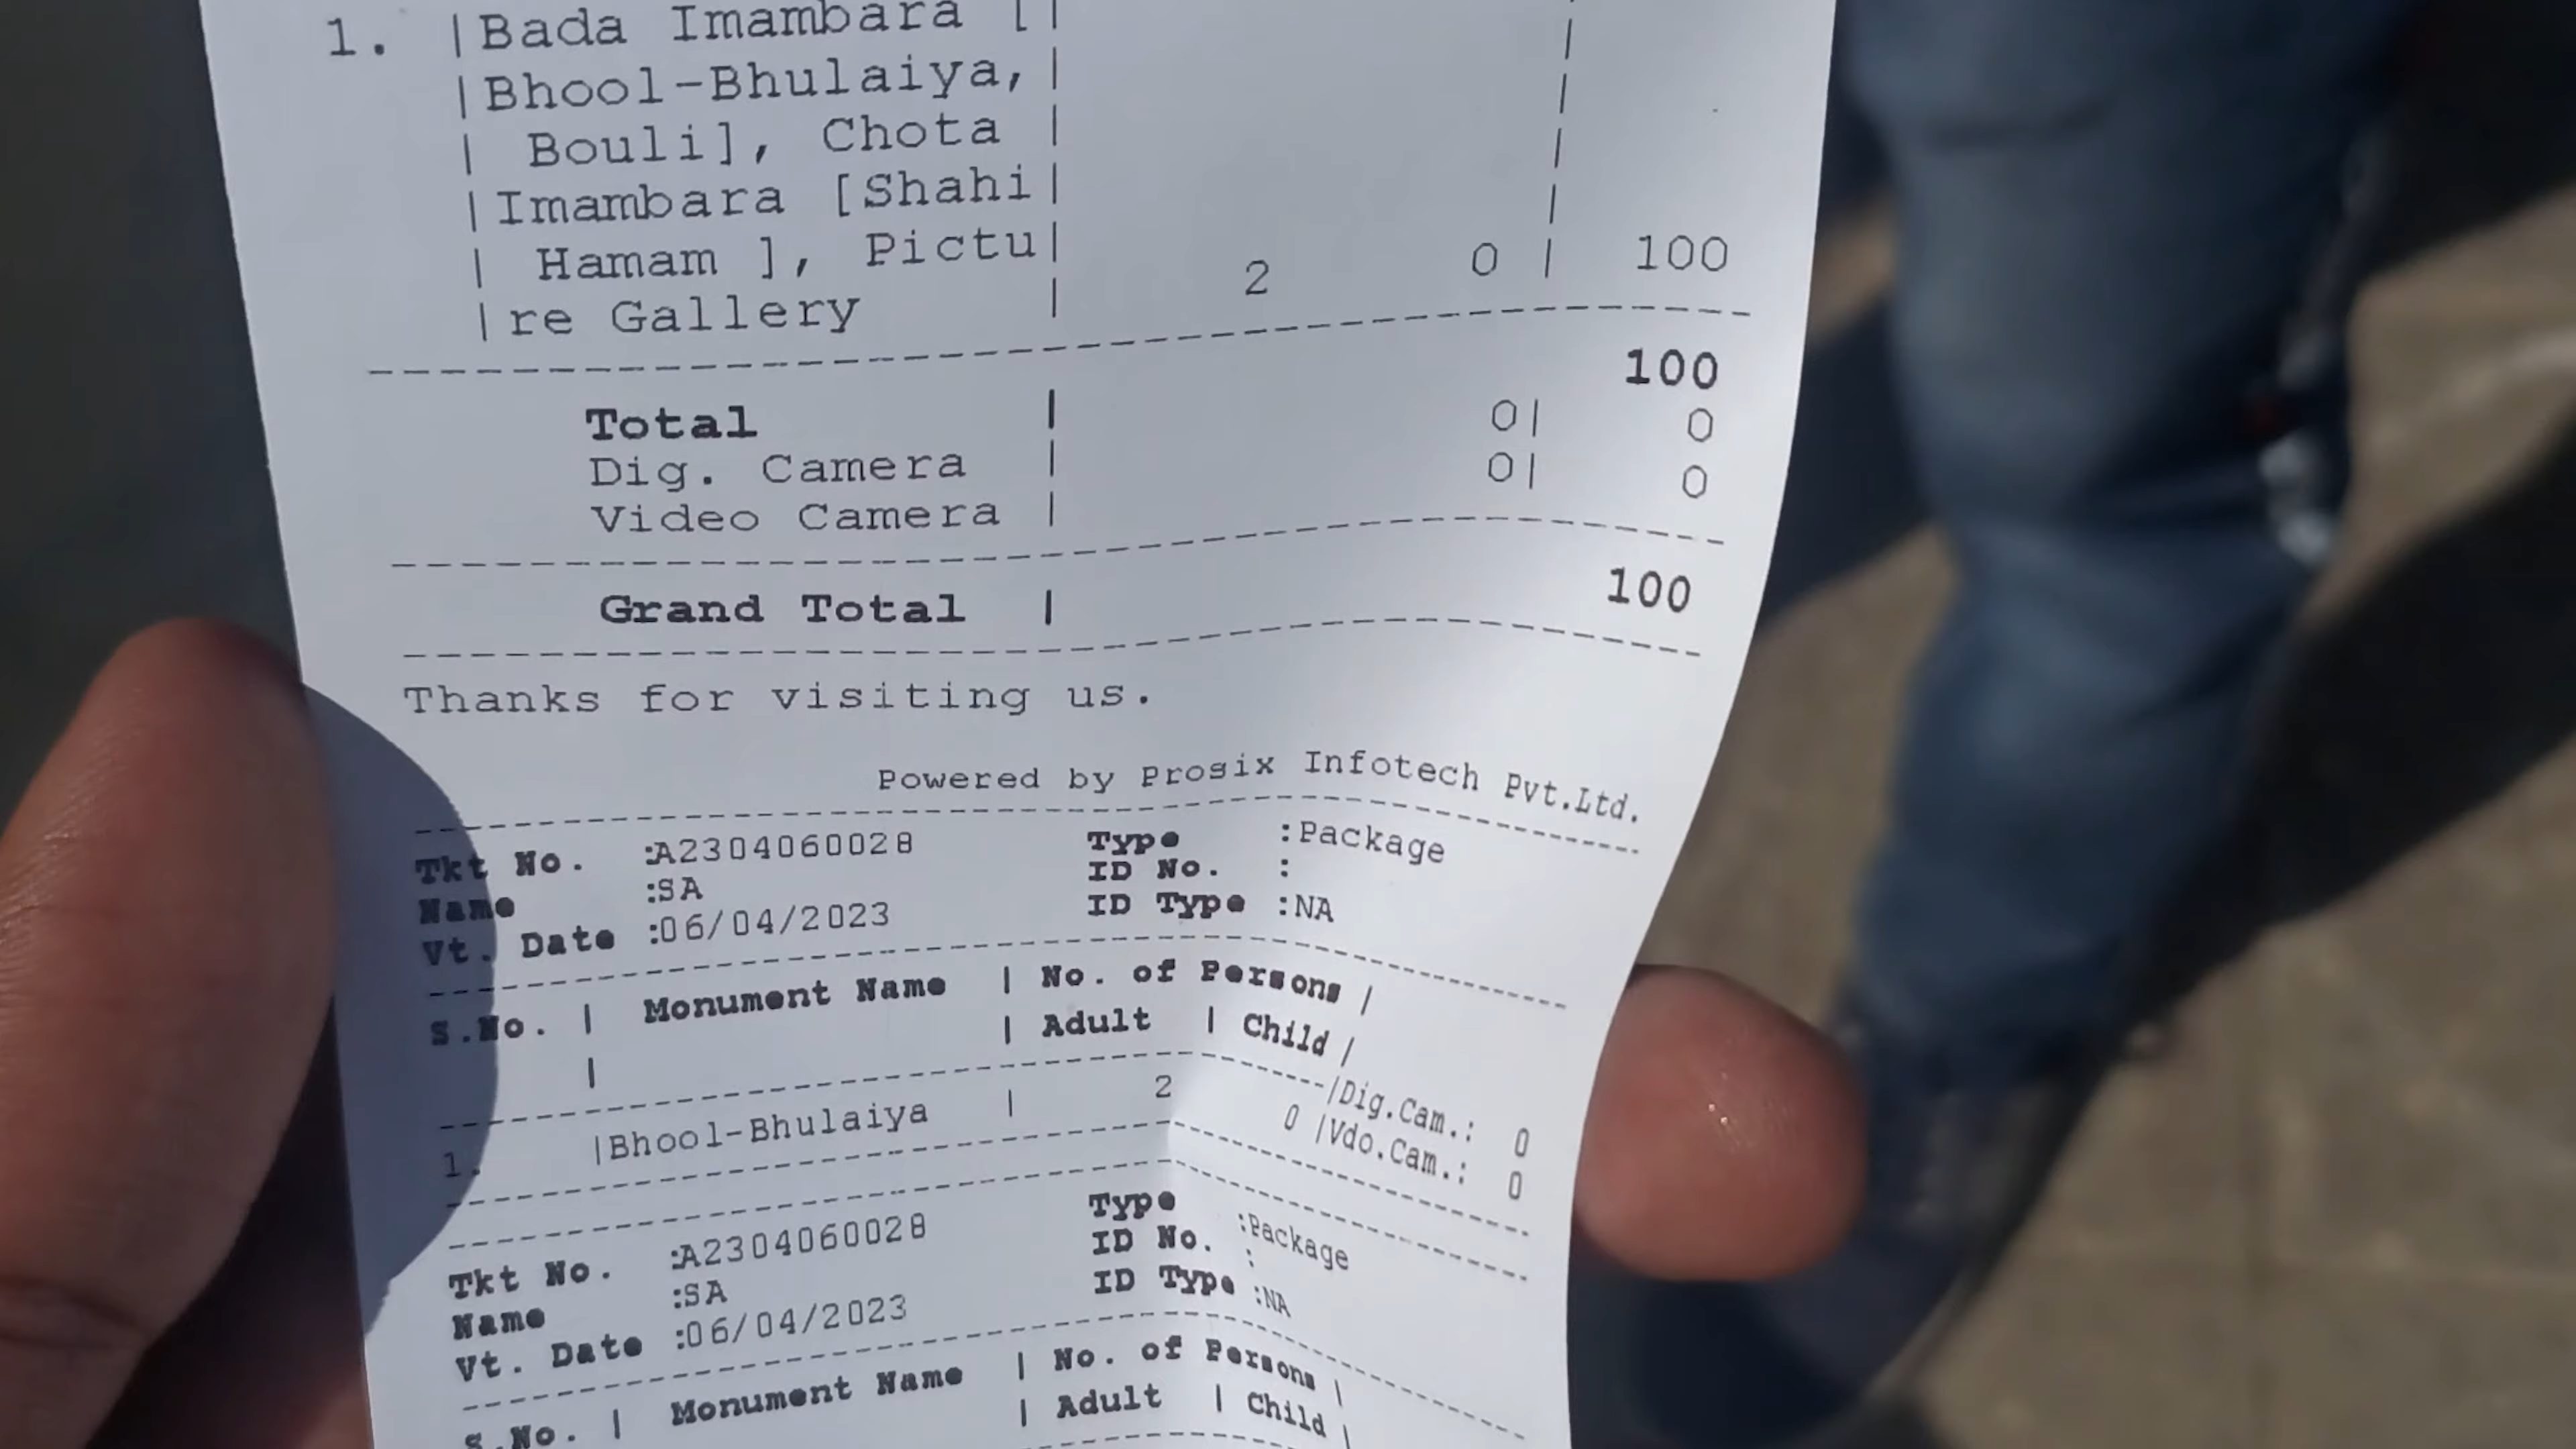 1. |Bada Imambara [|
|Bhool-Bhulaiya,| |
| Bouli], Chota | |
|Imambara [Shahi| |
| Hamam ], Pictu| |
|re Gallery | 2 0 | 100
Total | 100
Dig. Camera | 0| 0
Video Camera | 0| 0
Grand Total | 100
Thanks for visiting us.
Powered by Prosix Infotech Pvt.Ltd.
Tkt No. :A2304060028 Type :Package
Name :SA ID No. :
Vt. Date :06/04/2023 ID Type :NA
S.No. | Monument Name | No. of Persons |
| | Adult | Child |
1. |Bhool-Bhulaiya | 2 0 |Dig.Cam.: 0
|Vdo.Cam.: 0
Tkt No. :A2304060028 Type :Package
Name :SA ID No. :
Vt. Date :06/04/2023 ID Type :NA
S.No. | Monument Name | No. of Persons |
| Adult | Child |